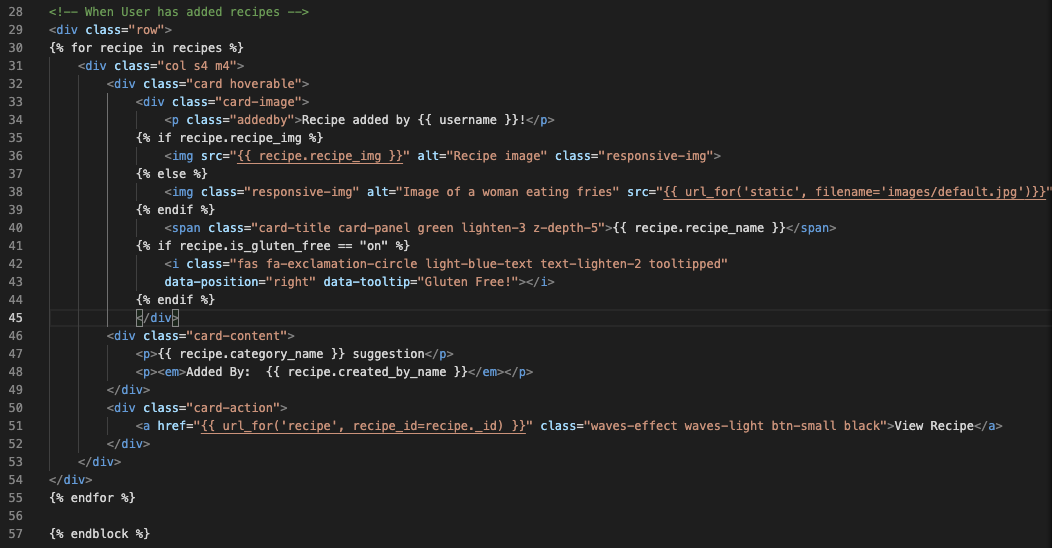 28 <!-- When User has added recipes -->
29 <div class="row">
30 {% for recipe in recipes %}
31 <div class="col s4 m4">
32 <div class="card hoverable">
33 <div class="card-image">
34 <p class="addedby">Recipe added by {{ username }}!</p>
35 {% if recipe.recipe_img %}
36 <img src="{{ recipe.recipe_img }}" alt="Recipe image" class="responsive-img">
37 {% else %}
38 <img class="responsive-img" alt="Image of a woman eating fries" src="{{ url_for('static', filename='images/default.jpg')}}"
39 {% endif %}
40 <span class="card-title card-panel green lighten-3 z-depth-5">{{ recipe.recipe_name }}</span>
41 {% if recipe.is_gluten_free == "on" %}
42 <i class="fas fa-exclamation-circle light-blue-text text-lighten-2 tooltipped"
43 data-position="right" data-tooltip="Gluten Free!"></i>
44 {% endif %}
45 </div>
46 <div class="card-content">
47 <p>{{ recipe.category_name }} suggestion</p>
48 <p><em>Added By:  {{ recipe.created_by_name }}</em></p>
49 </div>
50 <div class="card-action">
51 <a href="{{ url_for('recipe', recipe_id=recipe._id) }}" class="waves-effect waves-light btn-small black">View Recipe</a>
52 </div>
53 </div>
54 </div>
55 {% endfor %}
56
57 {% endblock %}